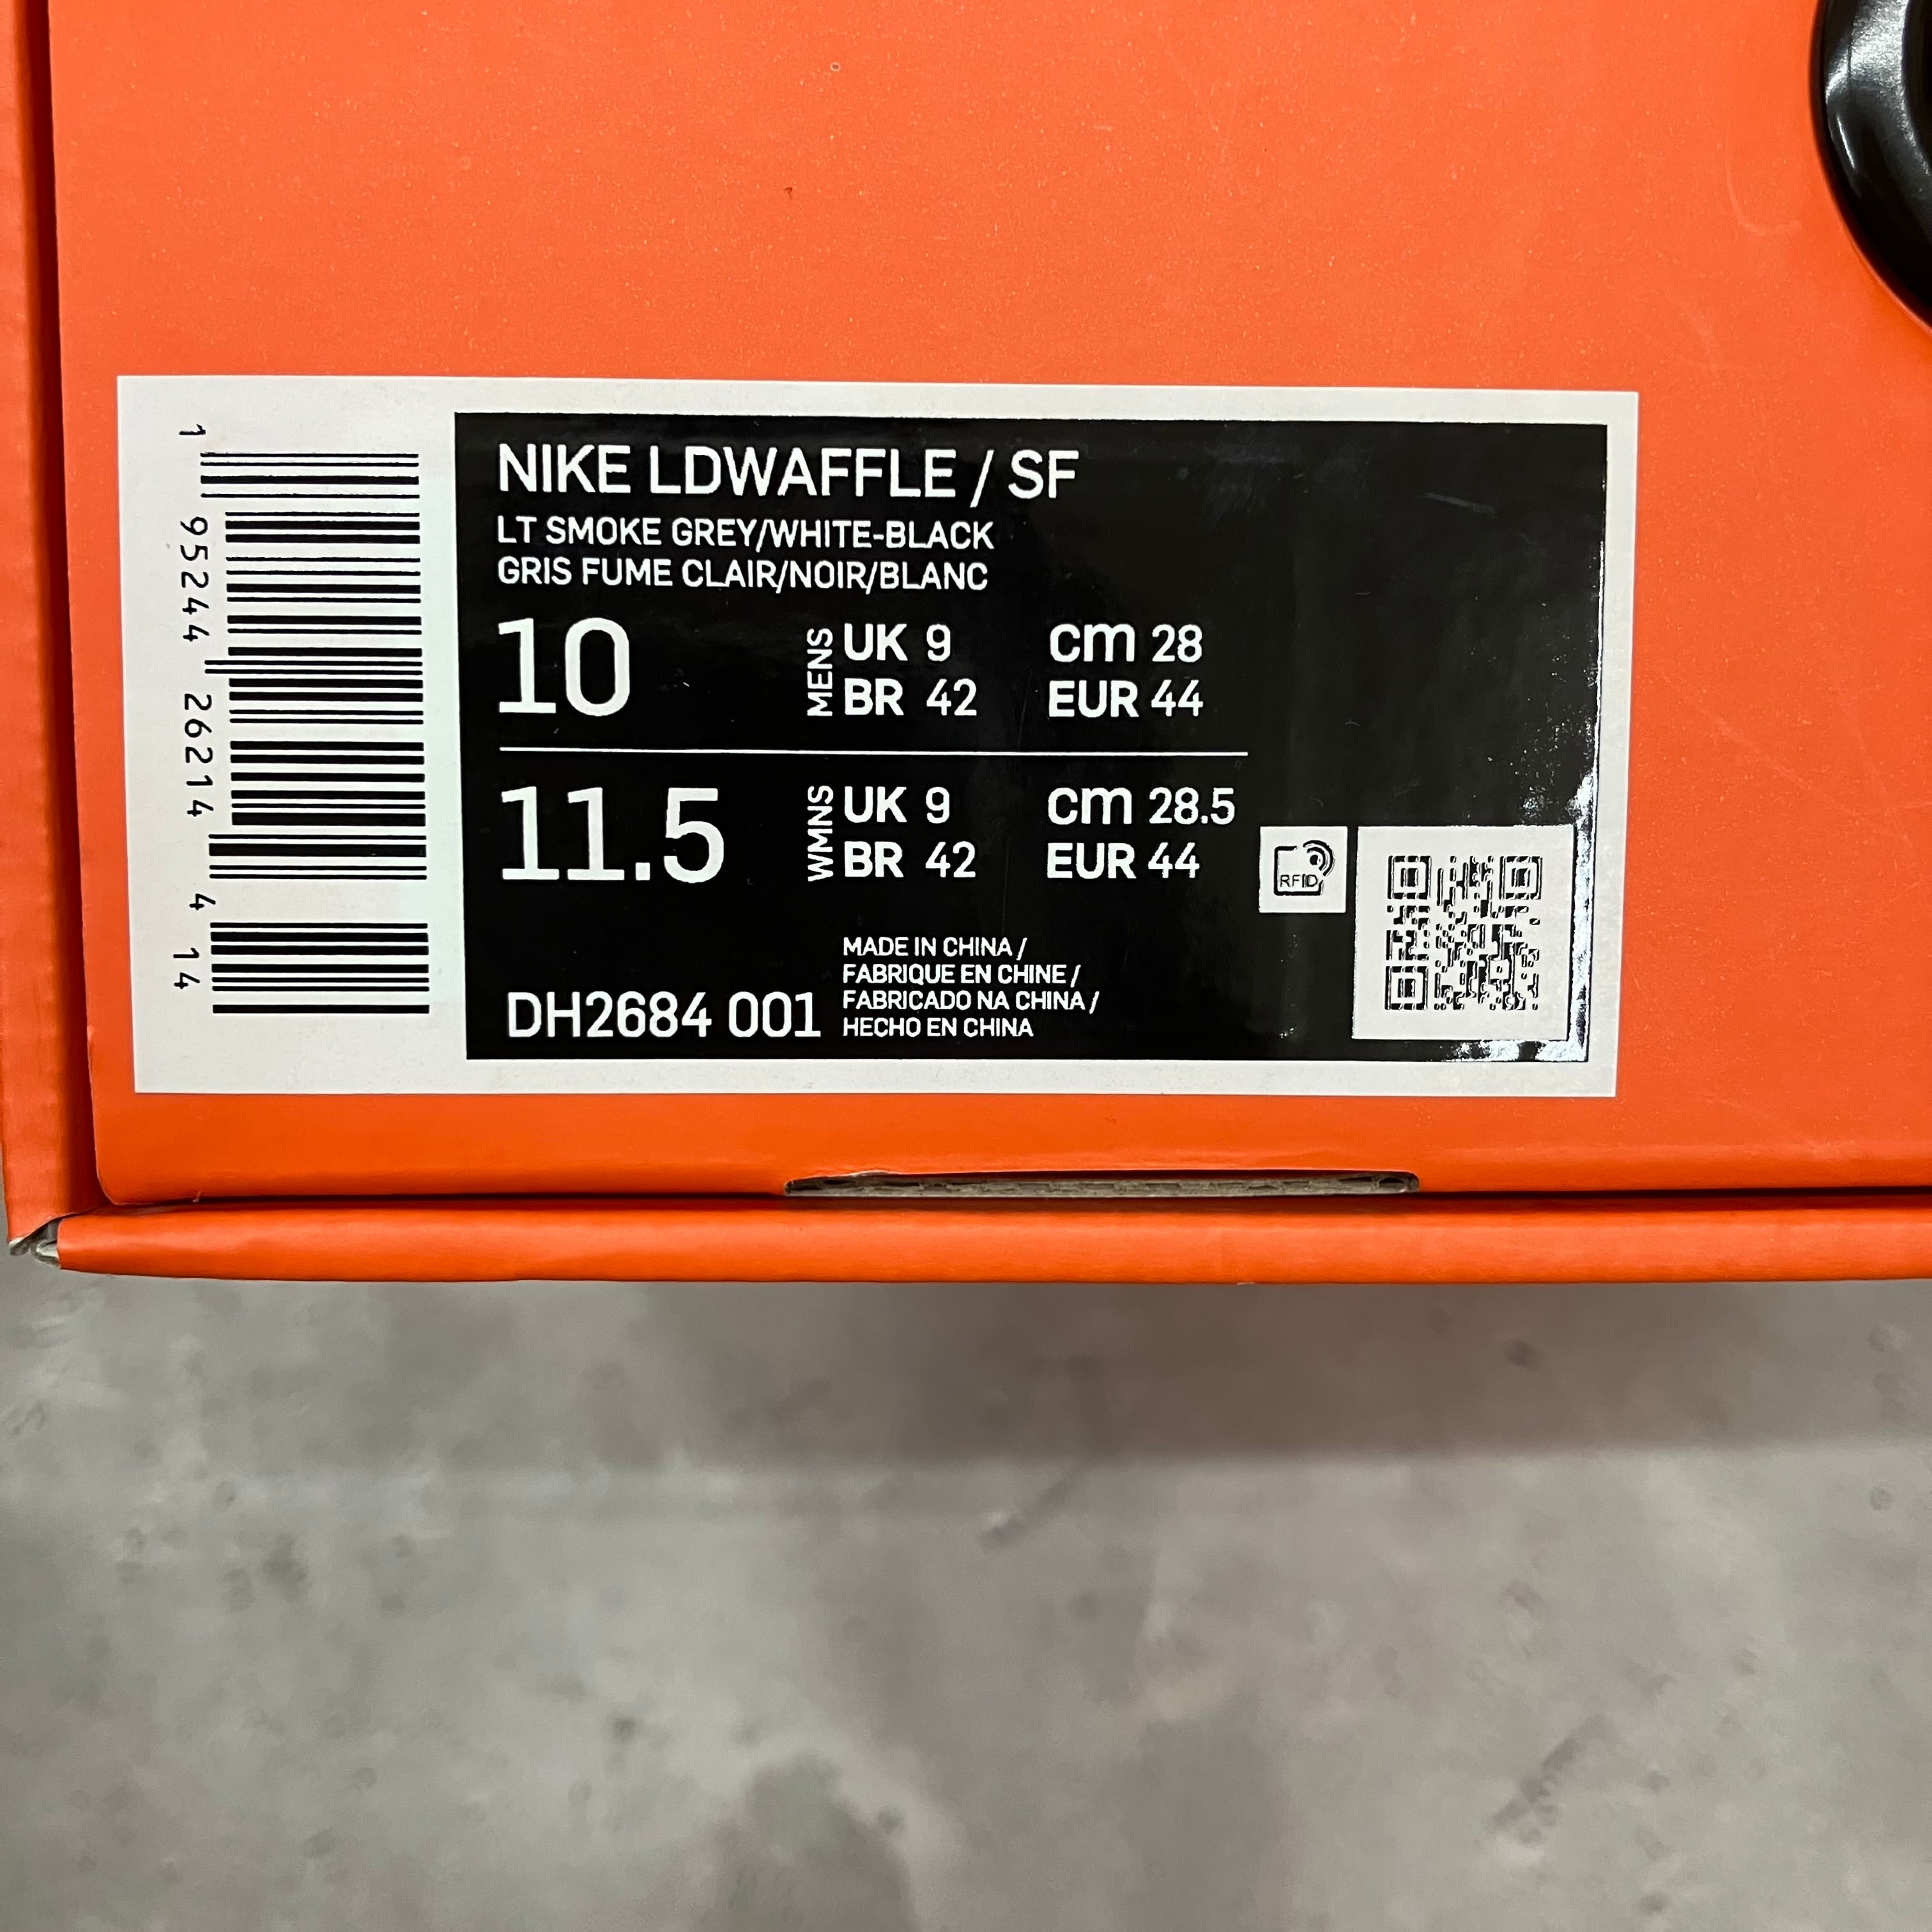 1 95244 26214 4 14
NIKE LDWAFFLE / SF
LT SMOKE GREY/WHITE-BLACK
GRIS FUME CLAIR/NOIR/BLANC
10 MENS UK 9 cm 28
BR 42 EUR 44
11.5 WMNS UK 9 cm 28.5
BR 42 EUR 44
RFID
MADE IN CHINA /
FABRIQUE EN CHINE /
FABRICADO NA CHINA /
HECHO EN CHINA
DH2684 001